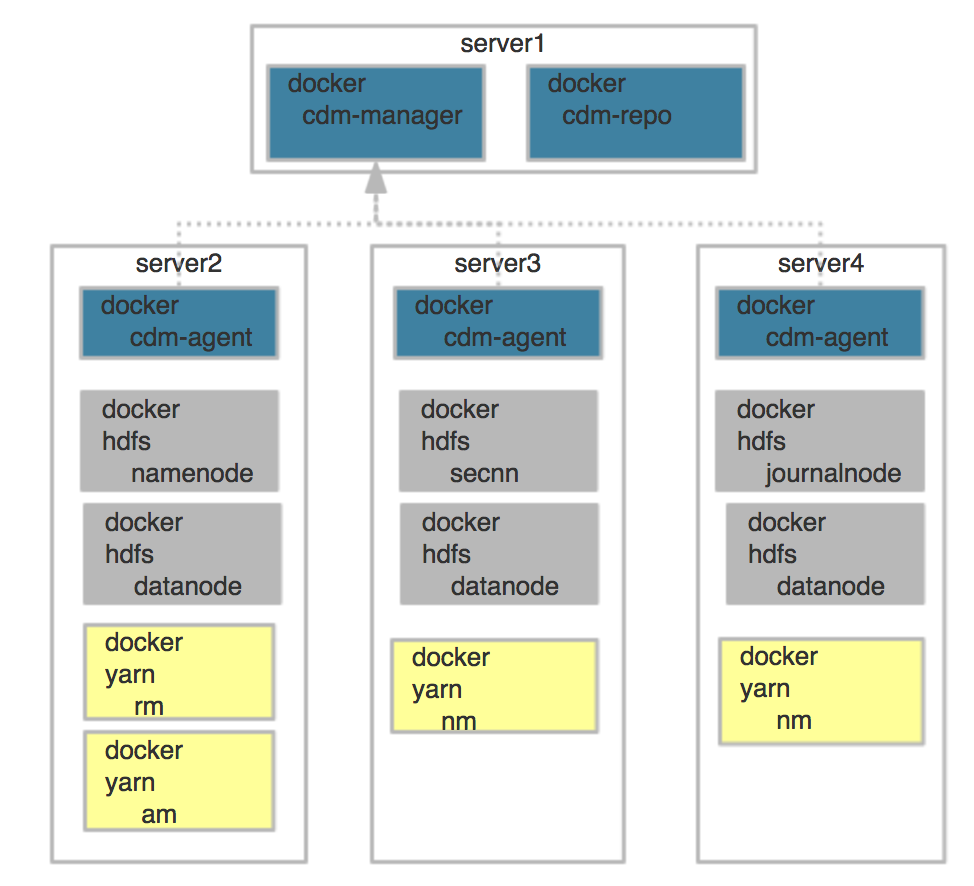 server1
docker
cdm-manager
docker
cdm-repo
server2
docker
cdm-agent
docker
hdfs
namenode
docker
hdfs
datanode
docker
yarn
rm
docker
yarn
am
server3
docker
cdm-agent
docker
hdfs
secnn
docker
hdfs
datanode
docker
yarn
nm
server4
docker
cdm-agent
docker
hdfs
journalnode
docker
hdfs
datanode
docker
yarn
nm